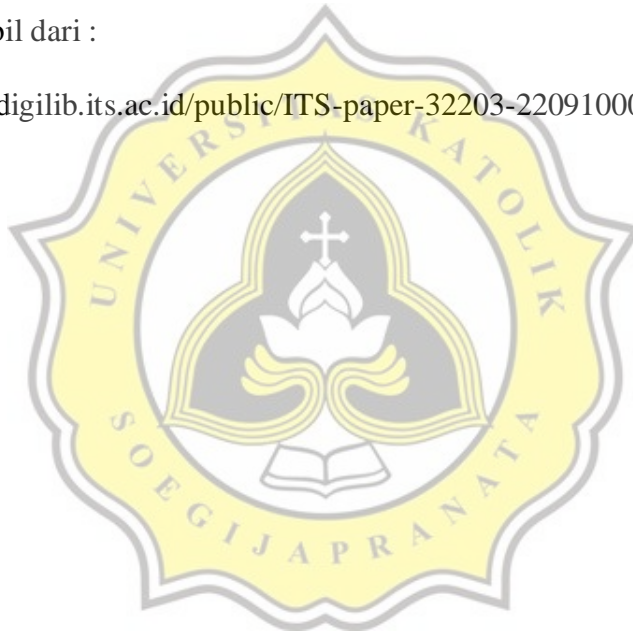 bil dari :
digilib.its.ac.id/public/ITS-paper-32203-22091000
UNIVERSITAS KATOLIK
SOEGIJAPRANATA